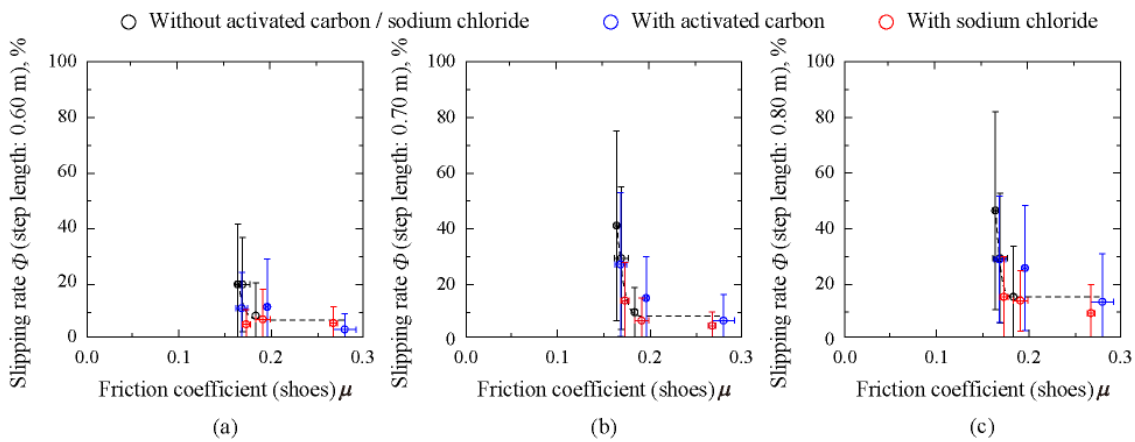 Without activated carbon / sodium chloride With activated carbon With sodium chloride
Slipping rate Φ (step length: 0.60 m), %
100
80
60
40
20
0
0.0 0.1 0.2 0.3
Friction coefficient (shoes) μ
(a)
Slipping rate Φ (step length: 0.70 m), %
100
80
60
40
20
0
0.0 0.1 0.2 0.3
Friction coefficient (shoes) μ
(b)
Slipping rate Φ (step length: 0.80 m), %
100
80
60
40
20
0
0.0 0.1 0.2 0.3
Friction coefficient (shoes) μ
(c)